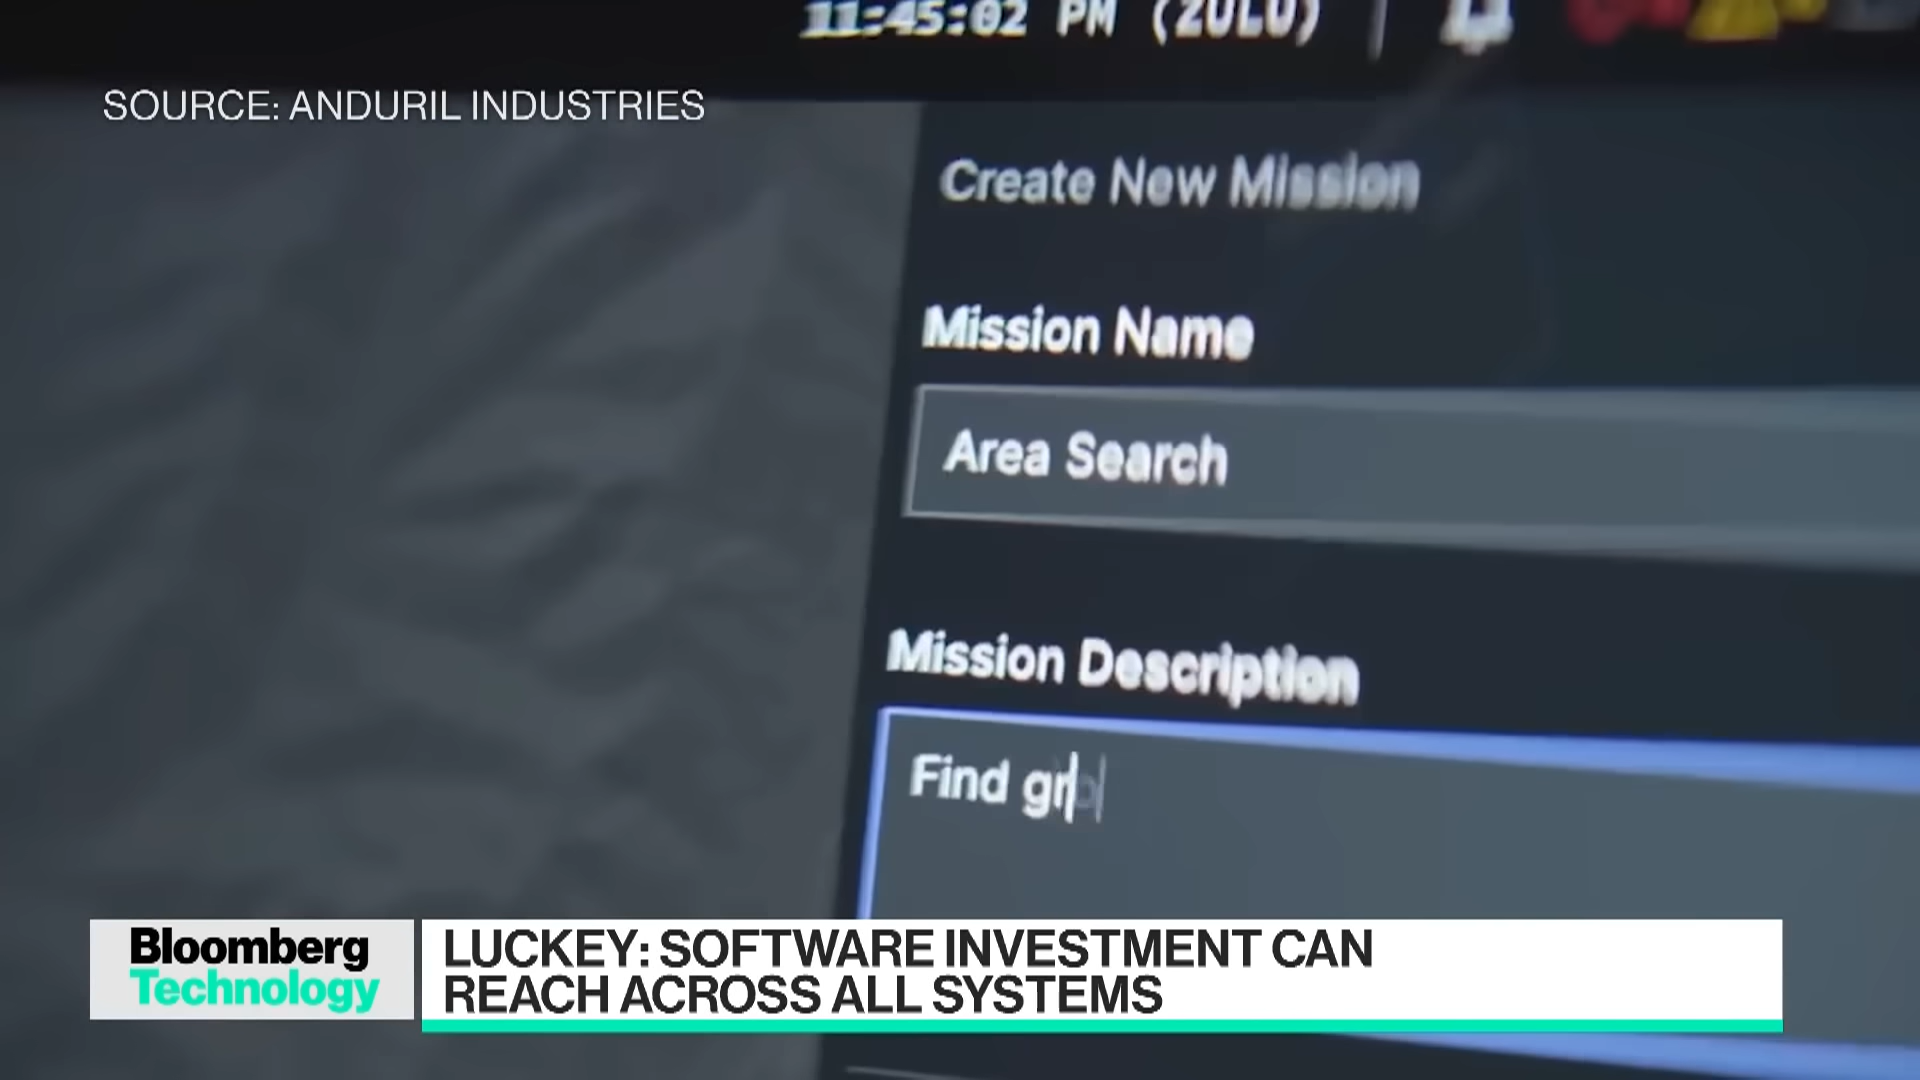 11:45:02 PM (ZULU)
SOURCE: ANDURIL INDUSTRIES
Create New Mission
Mission Name
Area Search
Mission Description
Find gr
Bloomberg
Technology
LUCKEY: SOFTWARE INVESTMENT CAN
REACH ACROSS ALL SYSTEMS